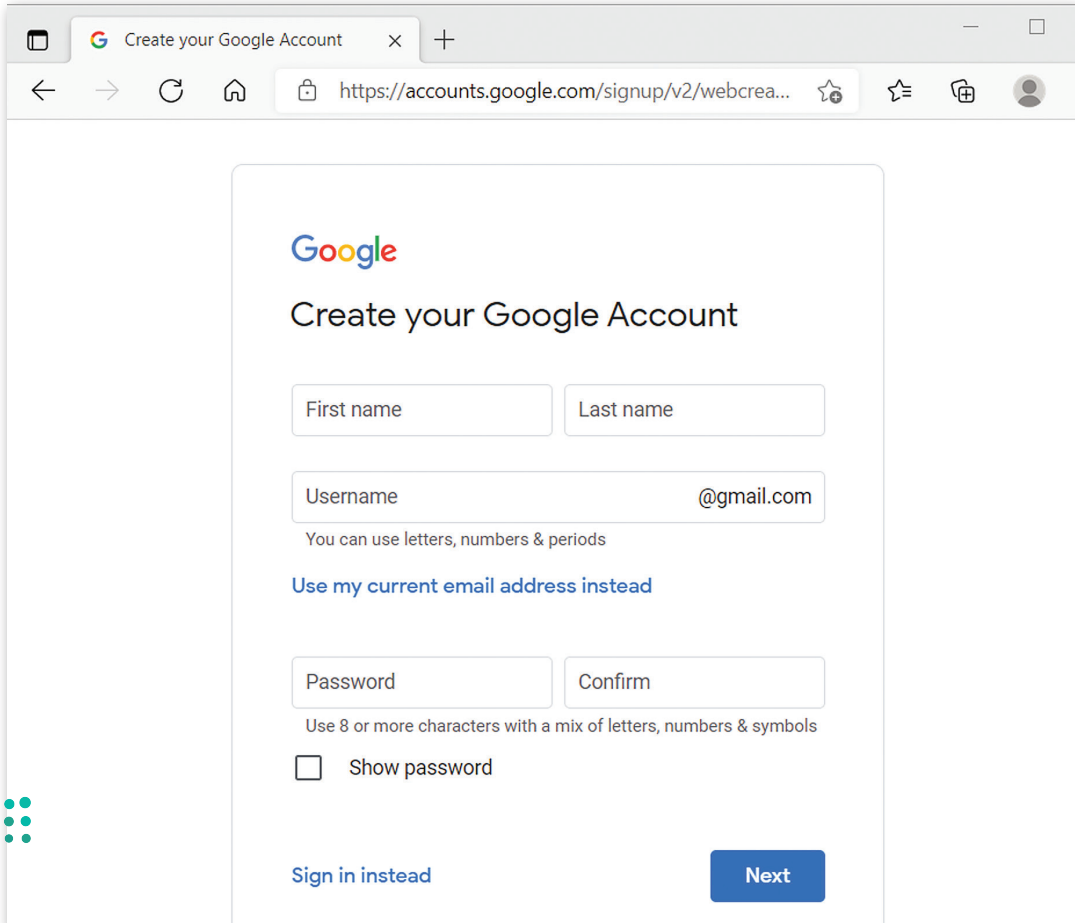 Create your Google Account
https://accounts.google.com/signup/v2/webcrea...
Google
Create your Google Account
First name Last name
Username @gmail.com
You can use letters, numbers & periods
Use my current email address instead
Password Confirm
Use 8 or more characters with a mix of letters, numbers & symbols
Show password
Sign in instead Next